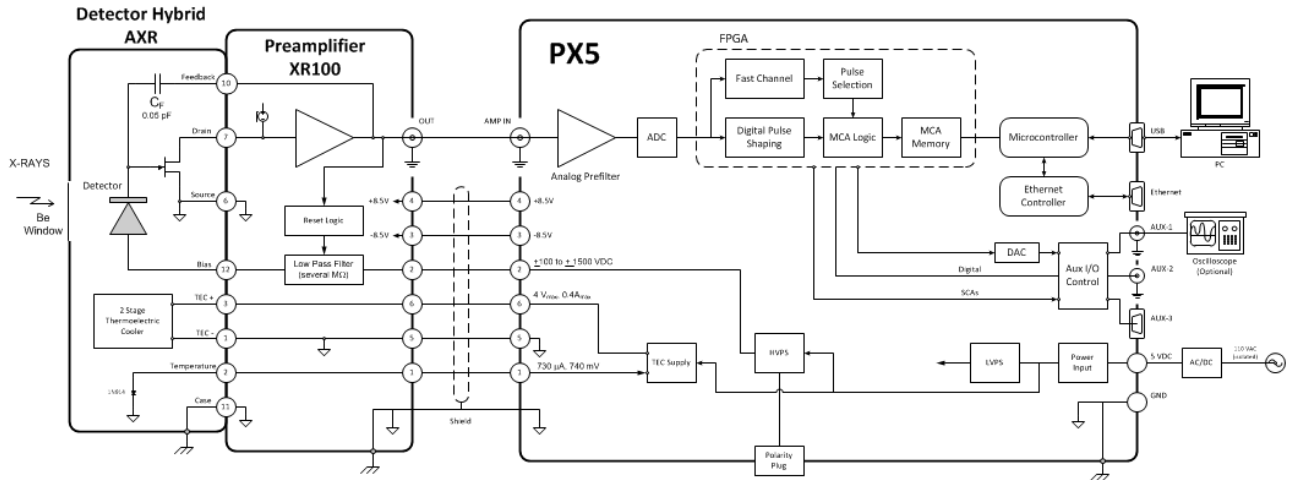 Detector Hybrid
AXR
Preamplifier
XR100
PX5
FPGA
Feedback
10
C_F
0.05 pF
Drain
7
OUT
AMP IN
Analog Prefilter
ADC
Fast Channel
Pulse
Selection
Digital Pulse
Shaping
MCA Logic
MCA
Memory
Microcontroller
USB
PC
X-RAYS
Be
Window
Detector
Source
6
Reset Logic
+8.5V
4
4
+8.5V
-8.5V
3
3
-8.5V
Ethernet
Controller
Ethernet
Bias
12
Low Pass Filter
(several MΩ)
2
2
±100 to ±1500 VDC
DAC
Digital
SCAs
Aux I/O
Control
AUX-1
AUX-2
AUX-3
Oscilloscope
(Optional)
2 Stage
Thermoelectric
Cooler
TEC +
3
6
6
4 Vmax, 0.4Amax
TEC -
1
5
5
Temperature
2
1
1
730 µA, 740 mV
TEC Supply
HVPS
LVPS
Power
Input
5 VDC
AC/DC
110 VAC
(isolated)
Case
11
Shield
GND
Polarity
Plug